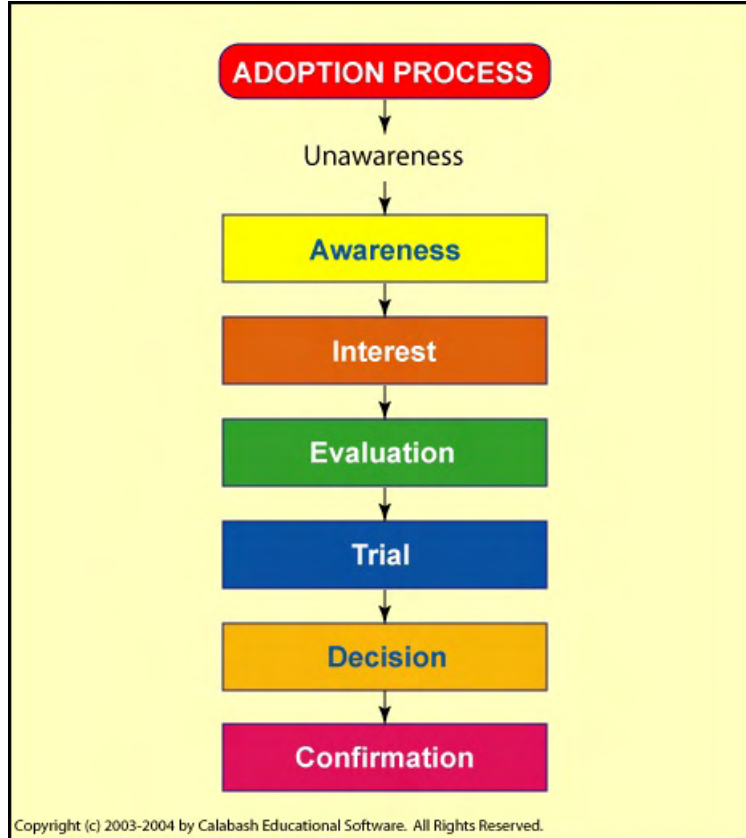 ADOPTION PROCESS
Unawareness
Awareness
Interest
Evaluation
Trial
Decision
Confirmation
Copyright (c) 2003-2004 by Calabash Educational Software. All Rights Reserved.